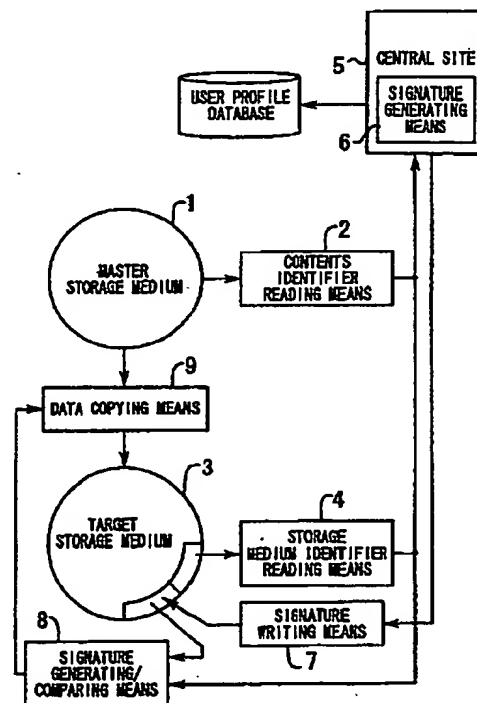 5
CENTRAL SITE
SIGNATURE
GENERATING
MEANS
6
USER PROFILE
DATABASE
1
MASTER
STORAGE MEDIUM
2
CONTENTS
IDENTIFIER
READING MEANS
9
DATA COPYING MEANS
3
TARGET
STORAGE MEDIUM
4
STORAGE
MEDIUM IDENTIFIER
READING MEANS
SIGNATURE
WRITING MEANS
7
8
SIGNATURE
GENERATING/
COMPARING MEANS